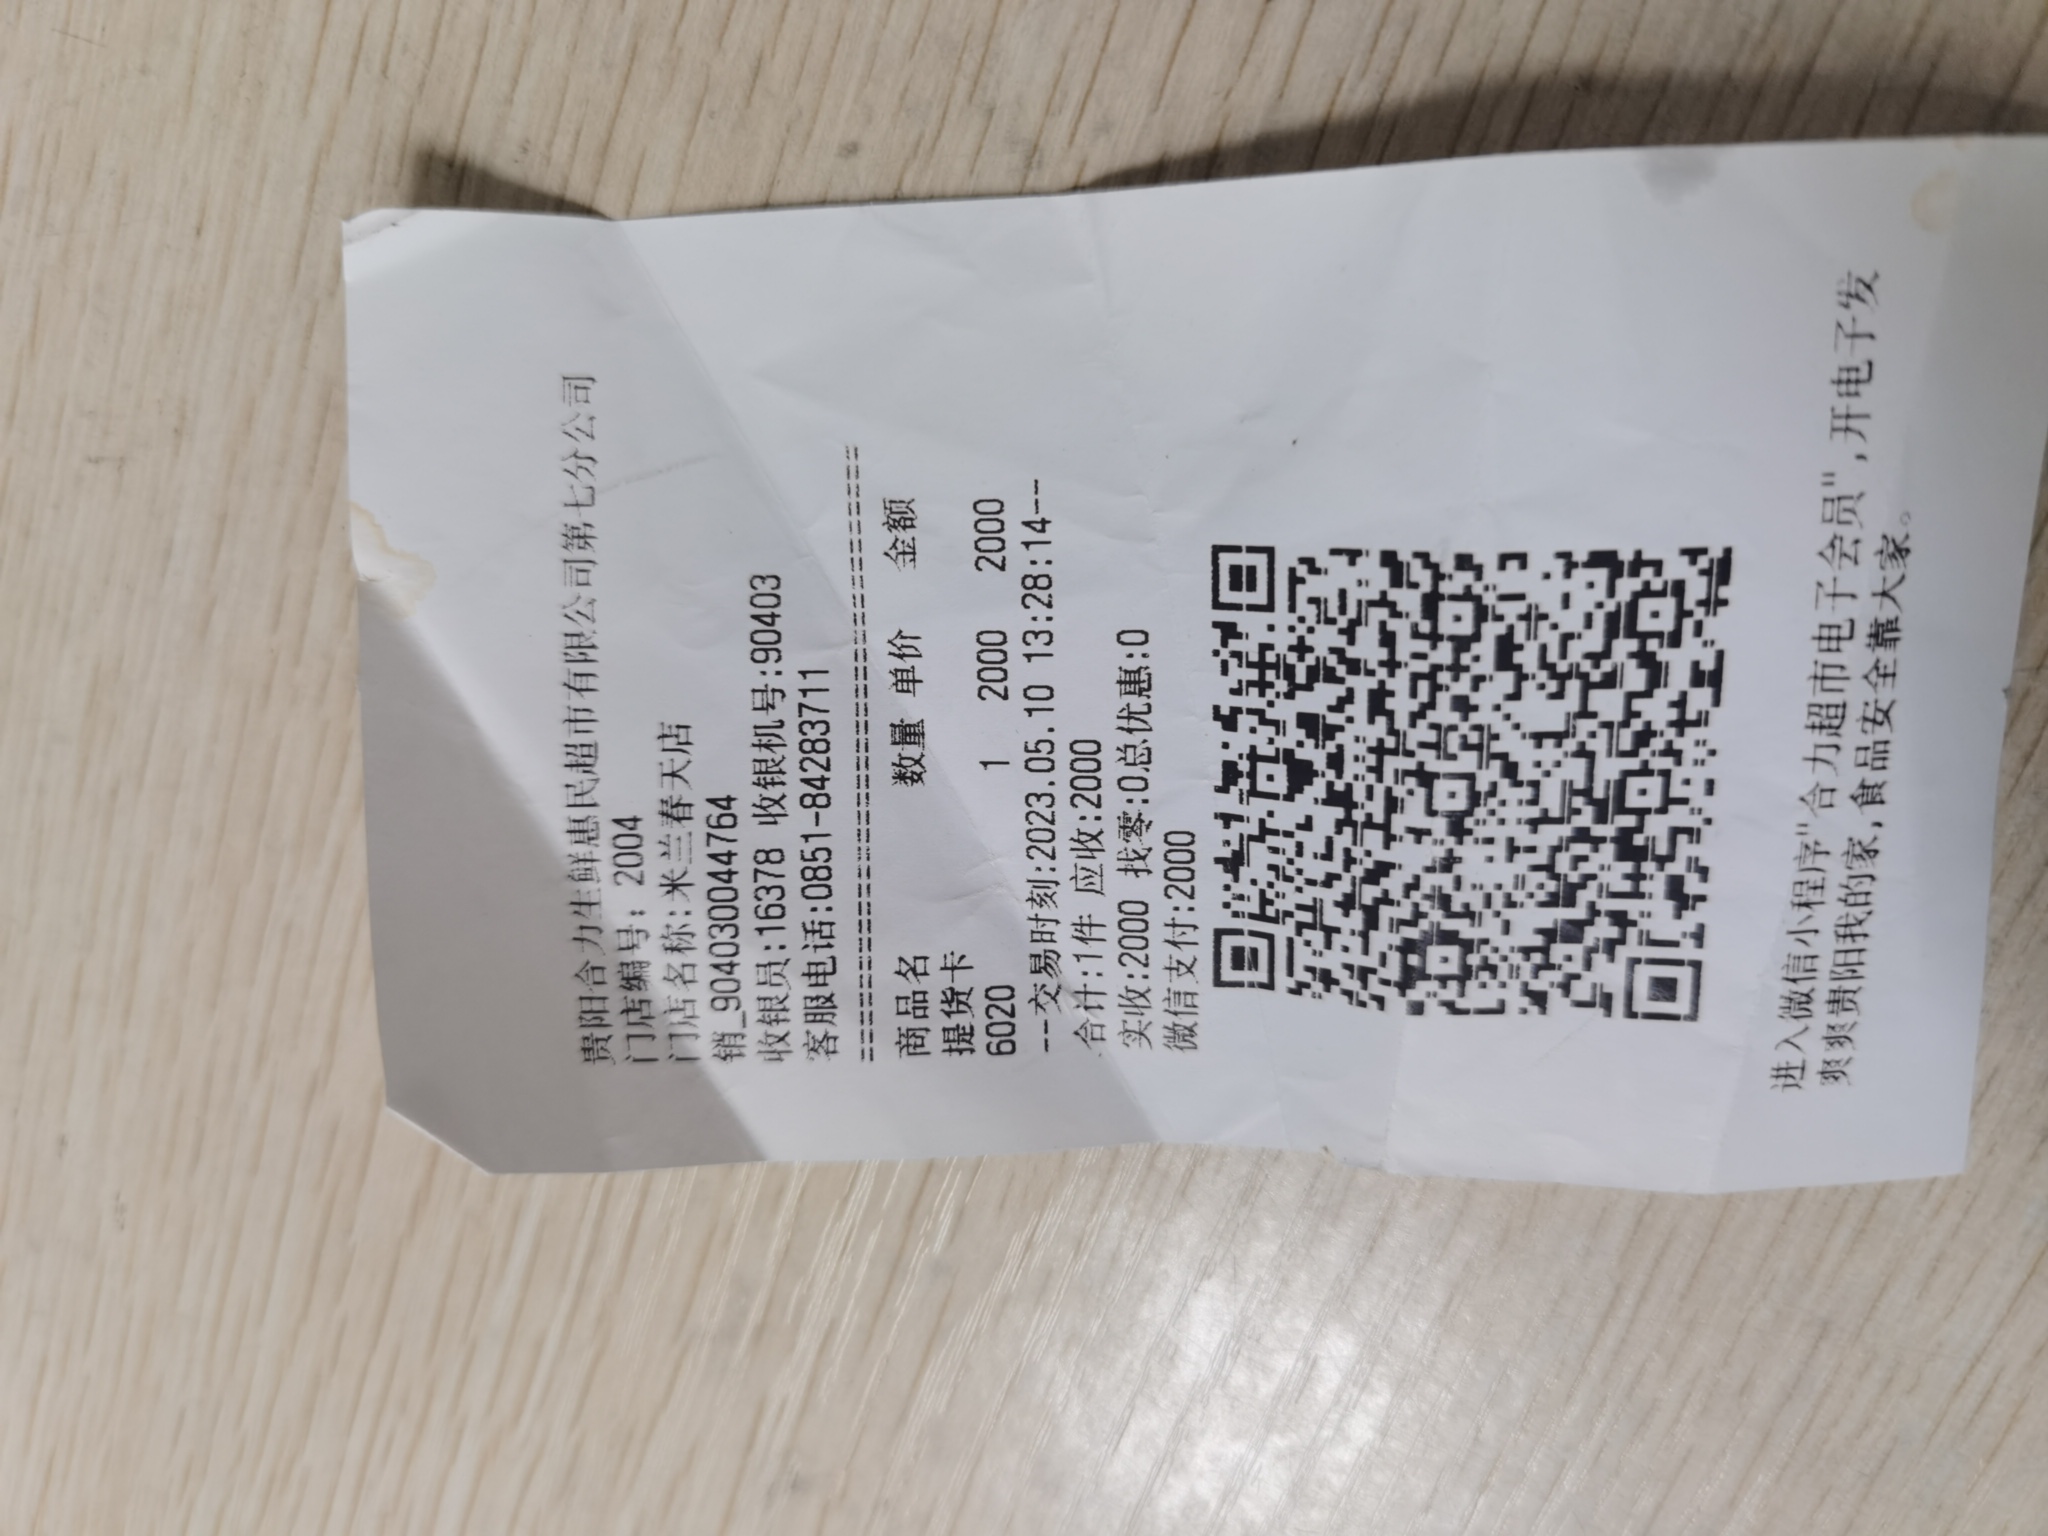 贵阳合力生鲜惠民超市有限公司第七分公司
门店编号: 2004
门店名称:米兰春天店
销_904030044764
收银员:16378 收银机号:90403
客服电话:0851-84283711
商品名 数量 单价 金额
提货卡
6020 1 2000 2000
--交易时刻:2023.05.10 13:28:14--
合计:1件 应收:2000
实收:2000 找零:0总优惠:0
微信支付:2000
进入微信小程序"合力超市电子会员",开电子发
爽爽贵阳我的家,食品安全靠大家。